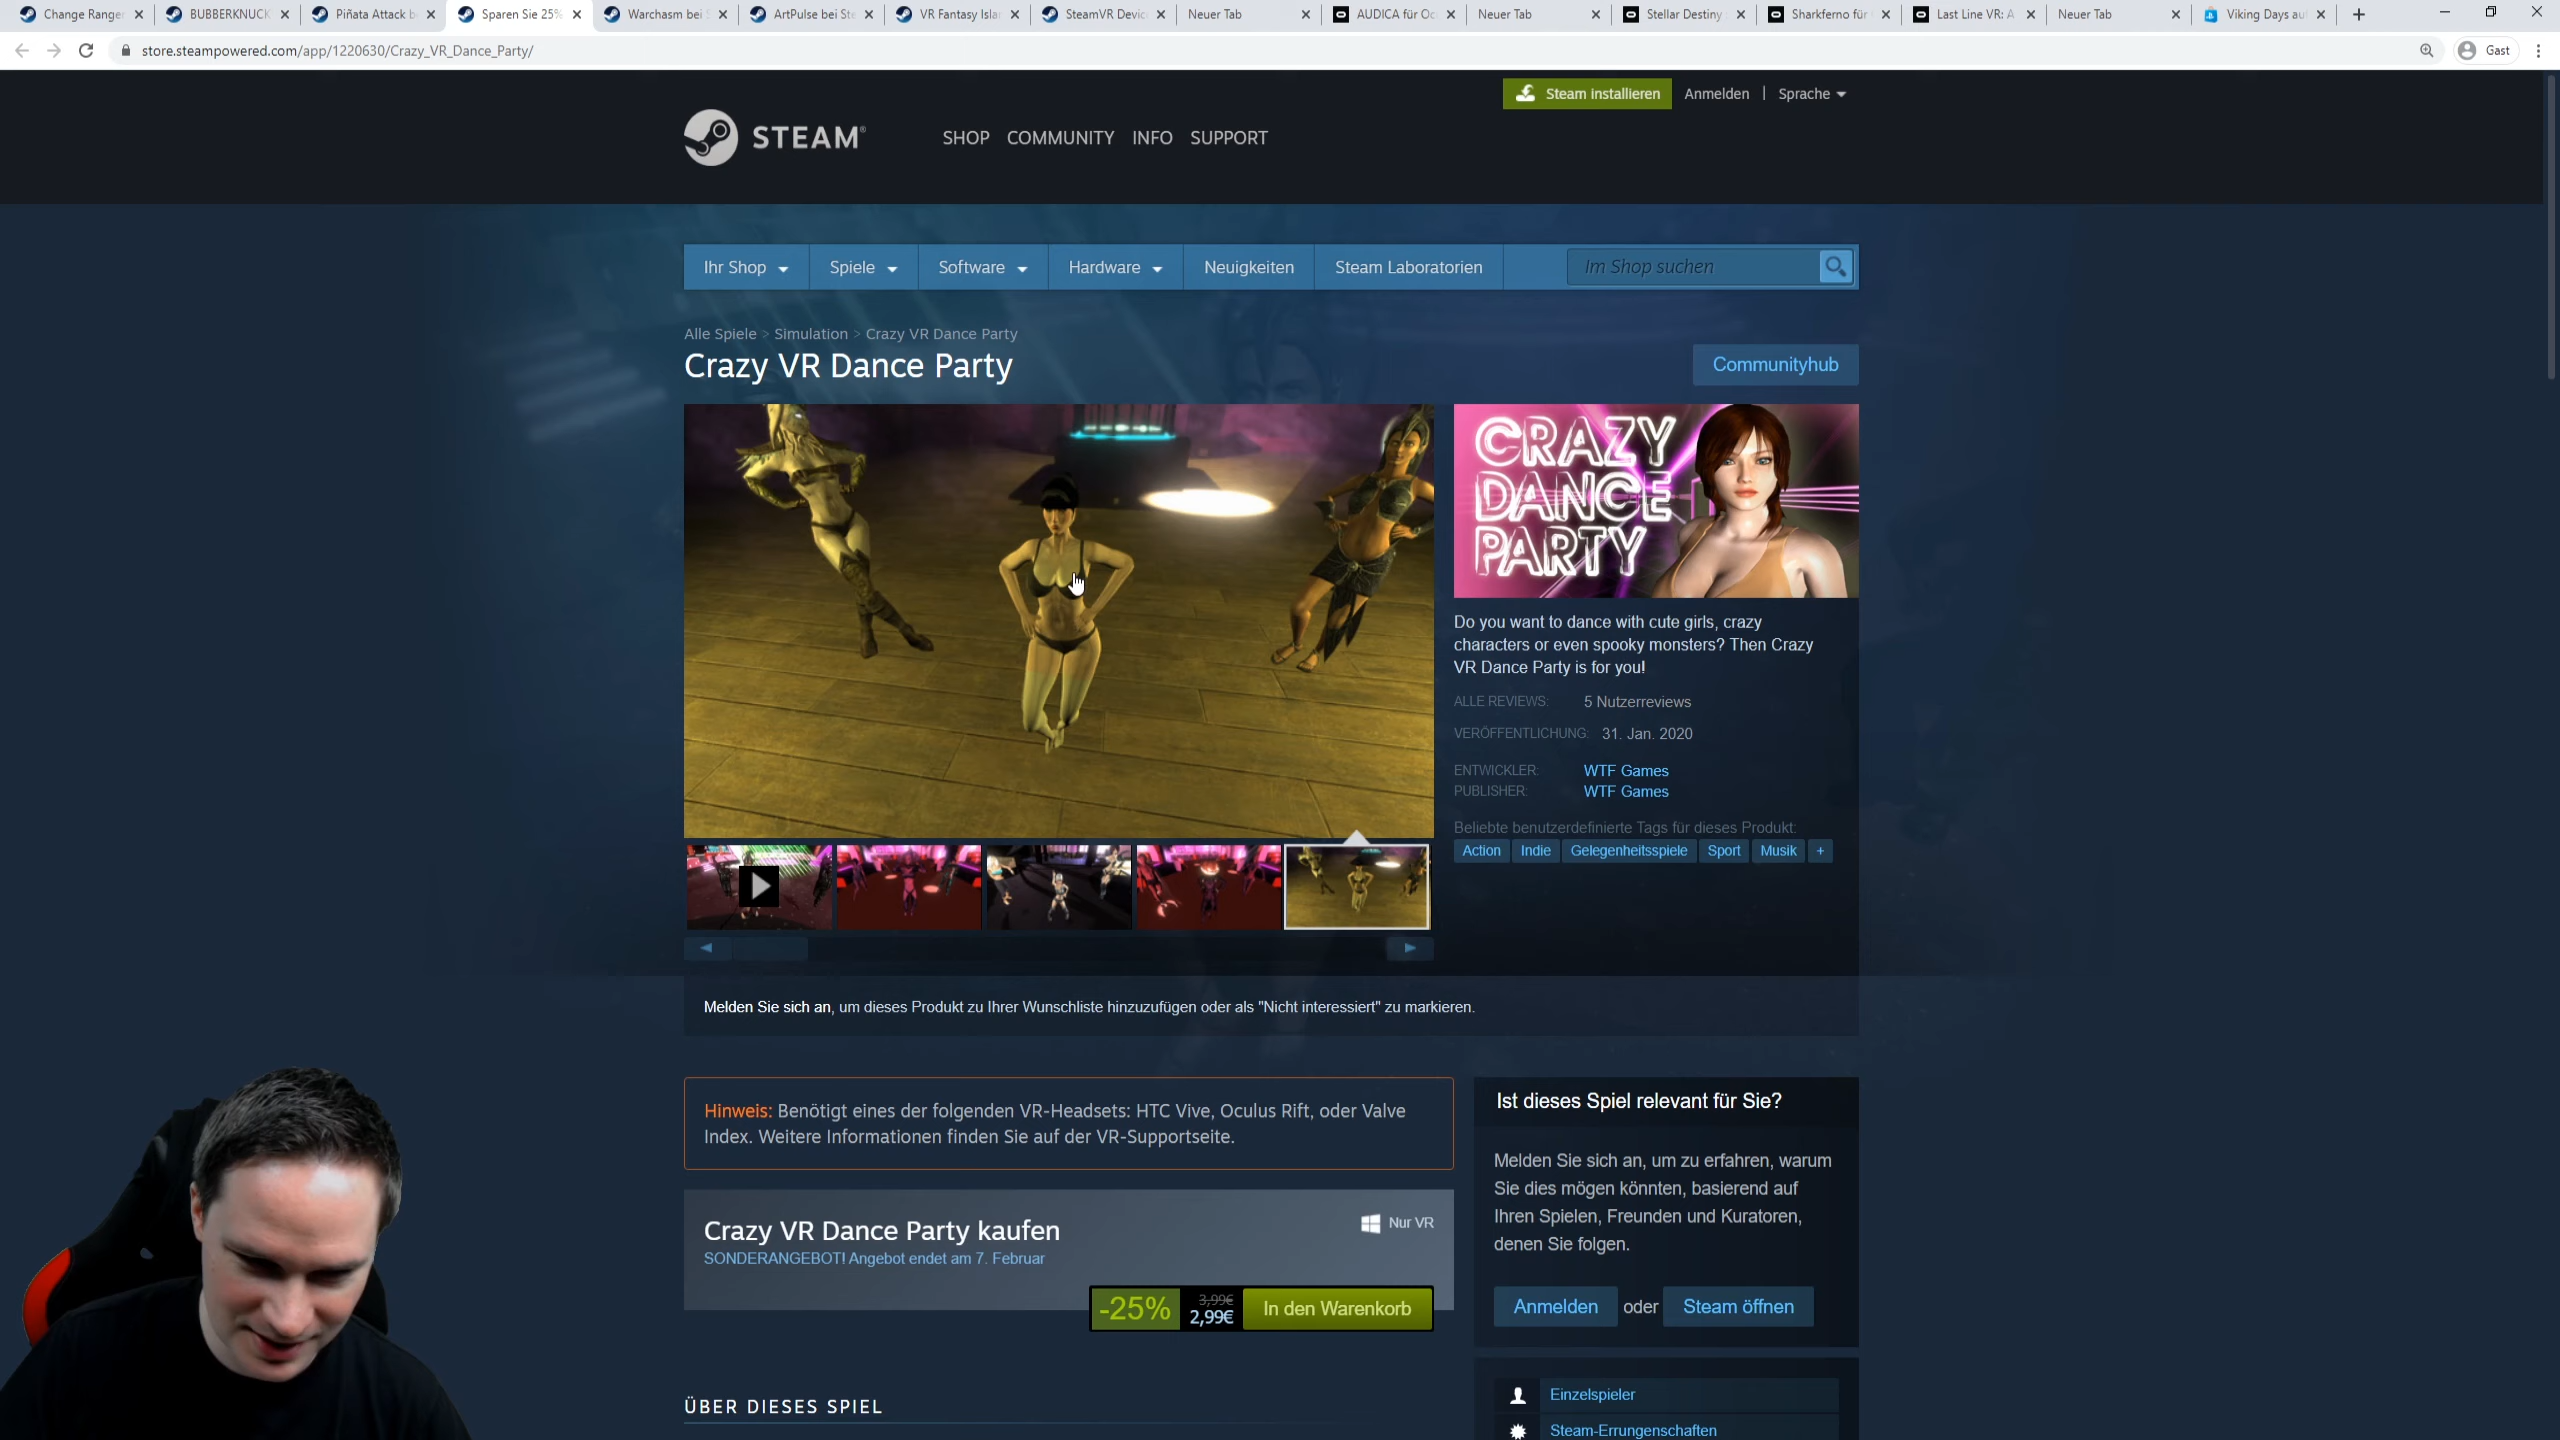 Change Ranger
BUBBERKNUCK
Piñata Attack b
Sparen Sie 25%
Warchasm bei S
ArtPulse bei Ste
VR Fantasy Isla
SteamVR Devic
Neuer Tab
AUDICA für Oc
Neuer Tab
Stellar Destiny
Sharkferno für
Last Line VR: A
Neuer Tab
Viking Days au
store.steampowered.com/app/1220630/Crazy_VR_Dance_Party/
Gast
Steam installieren
Anmelden | Sprache
STEAM®
SHOP COMMUNITY INFO SUPPORT
Ihr Shop
Spiele
Software
Hardware
Neuigkeiten
Steam Laboratorien
Im Shop suchen
Alle Spiele > Simulation > Crazy VR Dance Party
Crazy VR Dance Party
Communityhub
CRAZY
DANCE
PARTY
Do you want to dance with cute girls, crazy
characters or even spooky monsters? Then Crazy
VR Dance Party is for you!
ALLE REVIEWS: 5 Nutzerreviews
VERÖFFENTLICHUNG: 31. Jan. 2020
ENTWICKLER: WTF Games
PUBLISHER: WTF Games
Beliebte benutzerdefinierte Tags für dieses Produkt:
Action Indie Gelegenheitsspiele Sport Musik +
Melden Sie sich an, um dieses Produkt zu Ihrer Wunschliste hinzuzufügen oder als "Nicht interessiert" zu markieren.
Hinweis: Benötigt eines der folgenden VR-Headsets: HTC Vive, Oculus Rift, oder Valve
Index. Weitere Informationen finden Sie auf der VR-Supportseite.
Crazy VR Dance Party kaufen
Nur VR
SONDERANGEBOT! Angebot endet am 7. Februar
-25%
3,99€
2,99€
In den Warenkorb
ÜBER DIESES SPIEL
Ist dieses Spiel relevant für Sie?
Melden Sie sich an, um zu erfahren, warum
Sie dies mögen könnten, basierend auf
Ihren Spielen, Freunden und Kuratoren,
denen Sie folgen.
Anmelden oder Steam öffnen
Einzelspieler
Steam-Errungenschaften